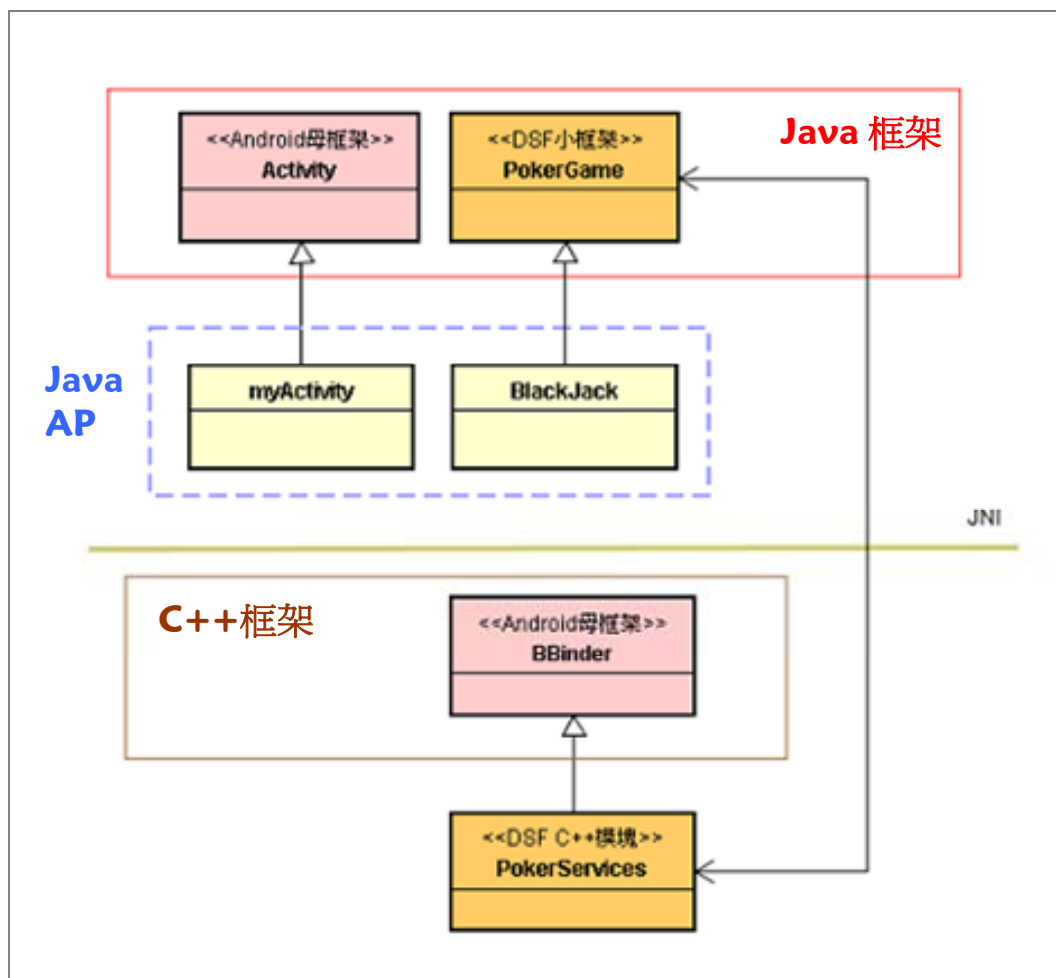 <<Android母框架>>
Activity
<<DSF小框架>>
PokerGame
Java 框架
Java
AP
myActivity
BlackJack
JNI
C++框架
<<Android母框架>>
BBinder
<<DSF C++模塊>>
PokerServices